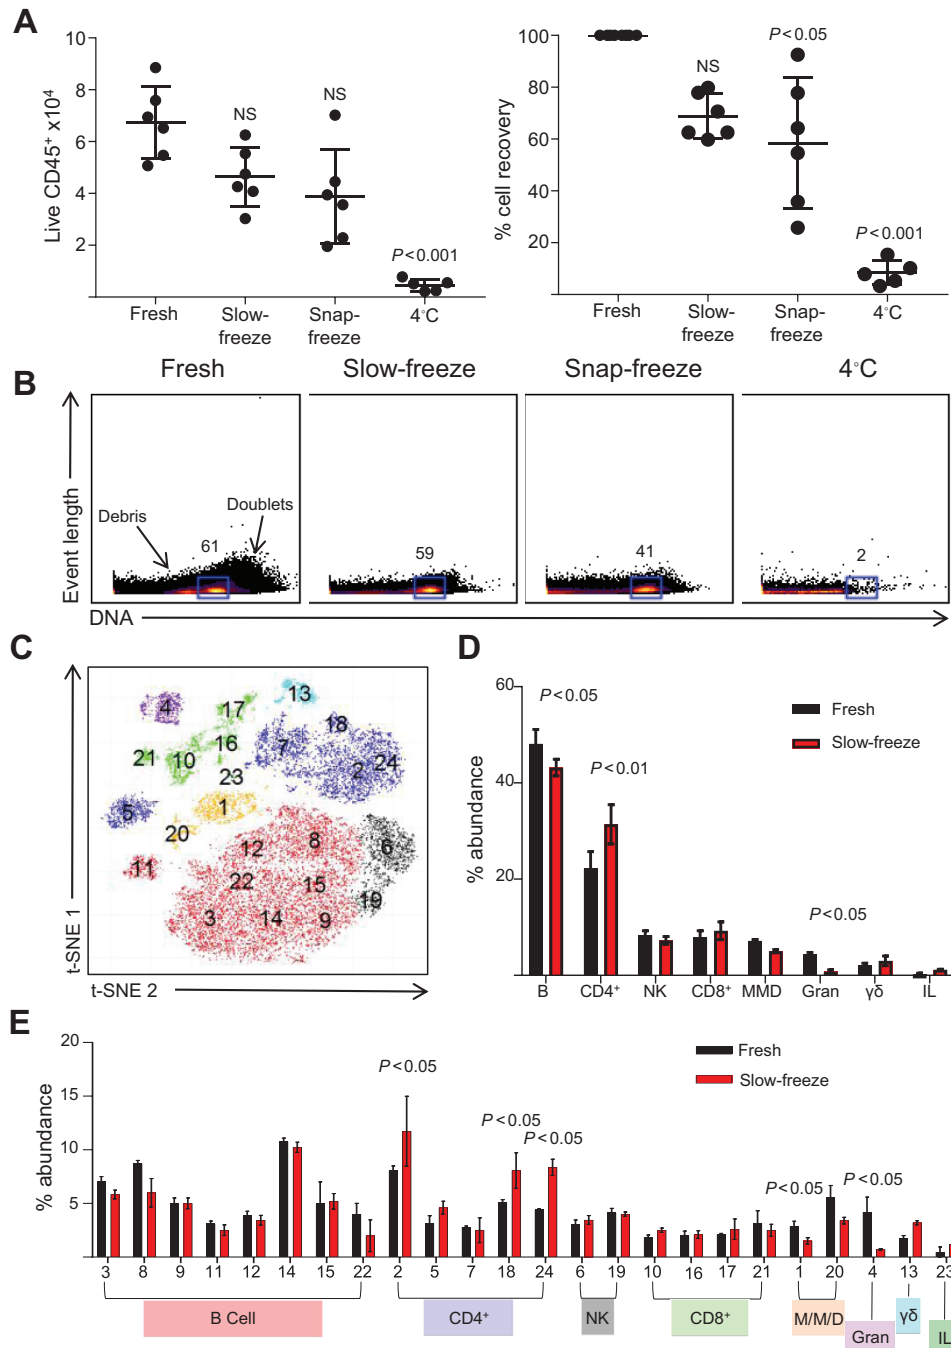 A
Live CD45⁺ x10⁴
10
8
6
4
2
NS
NS
P<0.001
Fresh
Slow-freeze
Snap-freeze
4°C
% cell recovery
100
80
60
40
20
NS
P<0.05
P<0.001
Fresh
Slow-freeze
Snap-freeze
4°C
B
Fresh
Slow-freeze
Snap-freeze
4°C
Event length
Debris
Doublets
61
59
41
2
DNA
C
t-SNE 1
4
17
13
18
21
10
16
7
2
24
23
5
1
20
12
8
6
11
22
15
19
3
14
9
t-SNE 2
D
% abundance
60
40
20
P<0.05
P<0.01
P<0.05
Fresh
Slow-freeze
B
CD4⁺
NK
CD8⁺
MMD
Gran
γδ
IL
E
% abundance
20
15
10
5
P<0.05
P<0.05
P<0.05
P<0.05
P<0.05
Fresh
Slow-freeze
3 8 9 11 12 14 15 22 2 5 7 18 24 6 19 10 16 17 21 1 20 4 13 23
B Cell
CD4⁺
NK
CD8⁺
M/M/D
Gran
γδ
IL